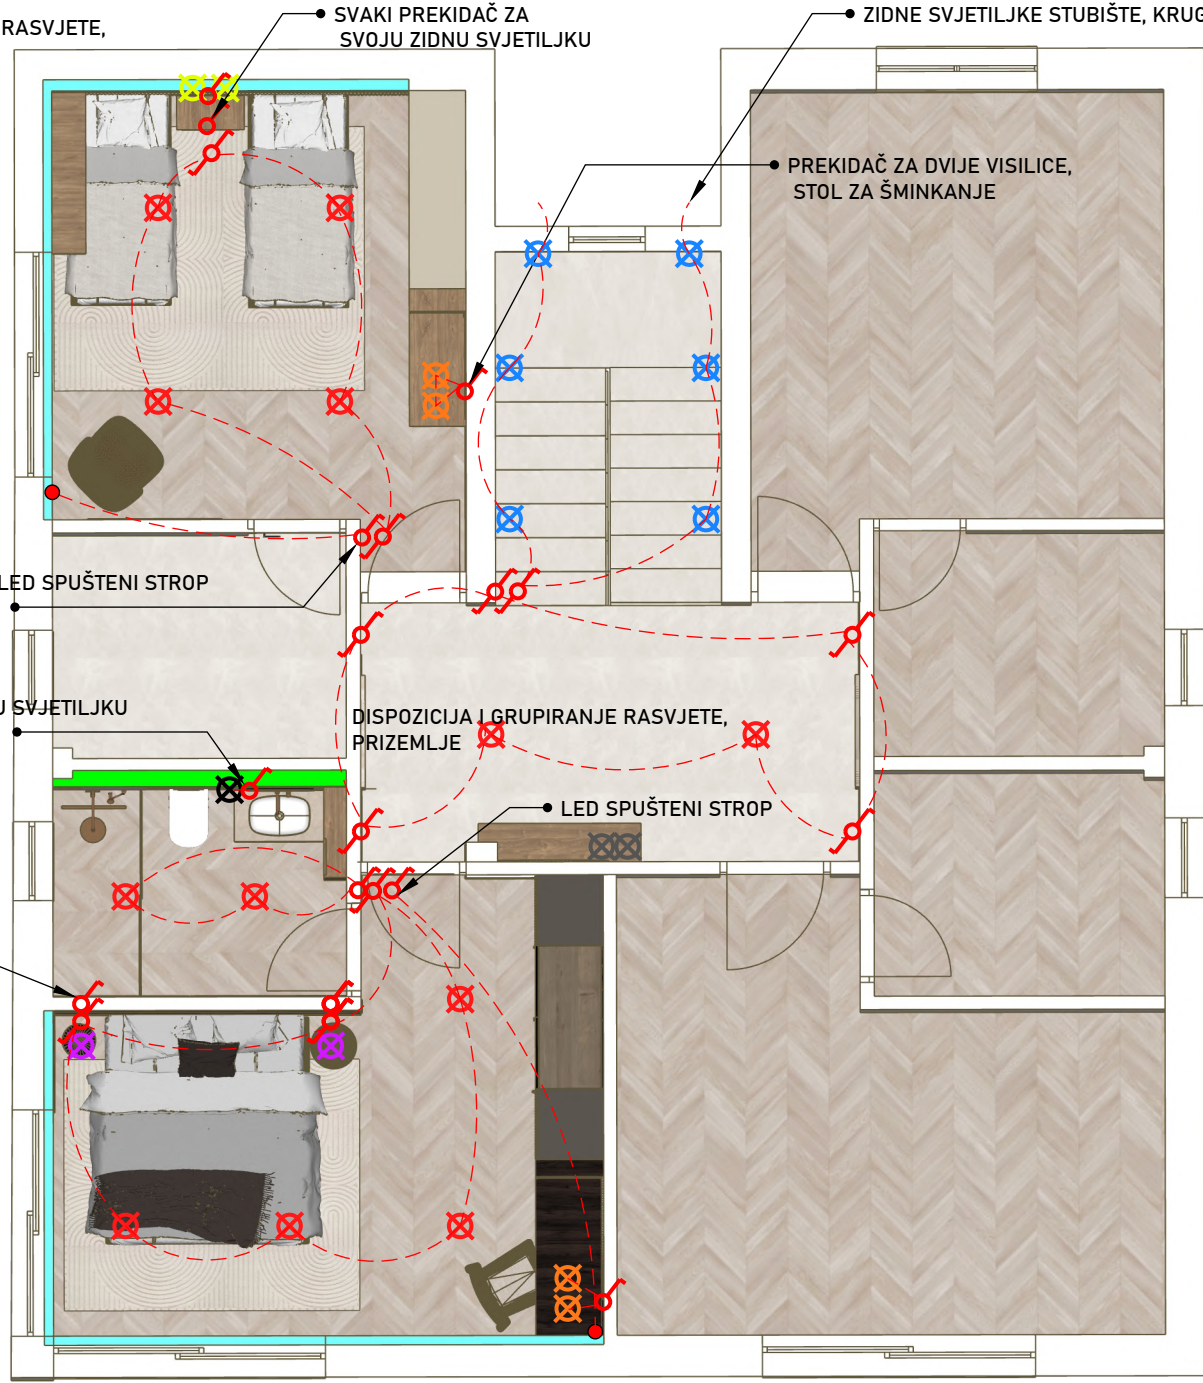 RASVJETE,
SVAKI PREKIDAČ ZA
SVOJU ZIDNU SVJETILJKU
ZIDNE SVJETILJKE STUBIŠTE, KRUG
PREKIDAČ ZA DVIJE VISILICE,
STOL ZA ŠMINKANJE
LED SPUŠTENI STROP
U SVJETILJKU
DISPOZICIJA I GRUPIRANJE RASVJETE,
PRIZEMLJE
LED SPUŠTENI STROP